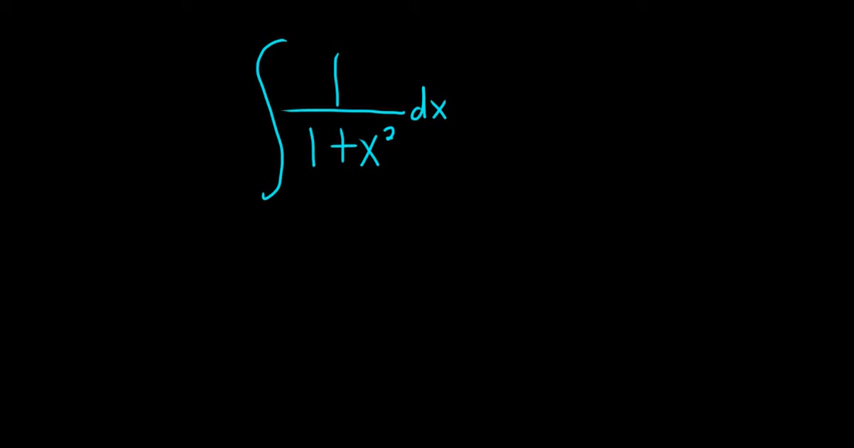 ∫ 1/(1+x²) dx